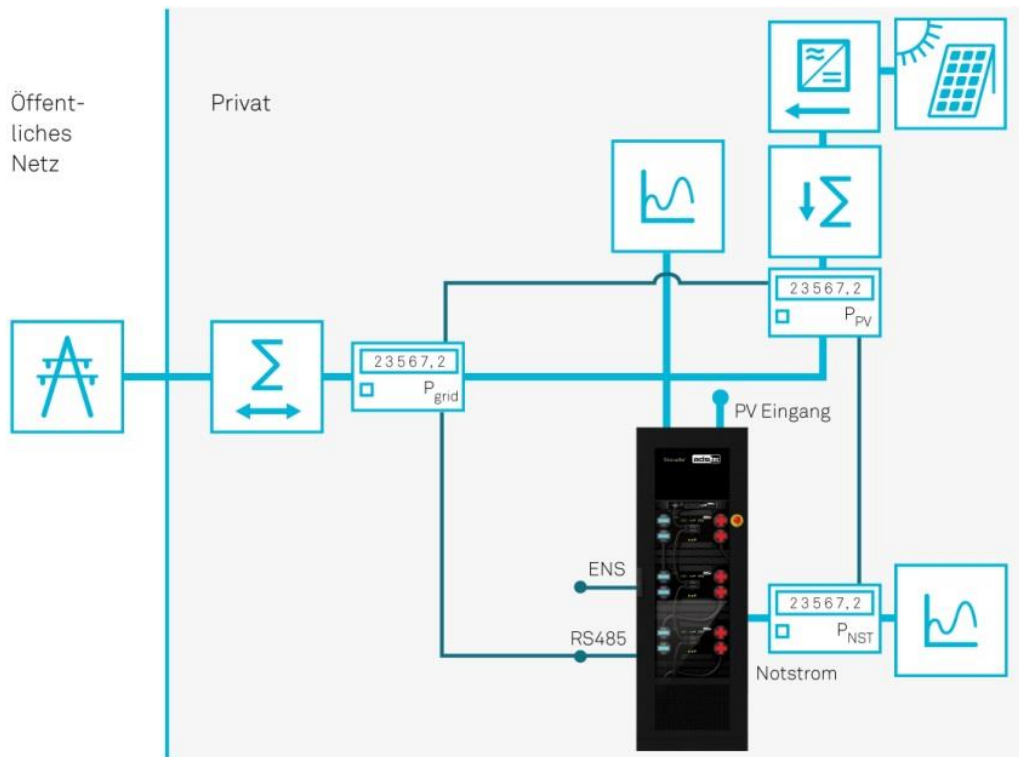 Öffent-
liches
Netz
Privat
23567,2
P_PV
23567,2
P_grid
PV Eingang
ENS
RS485
23567,2
P_NST
Notstrom